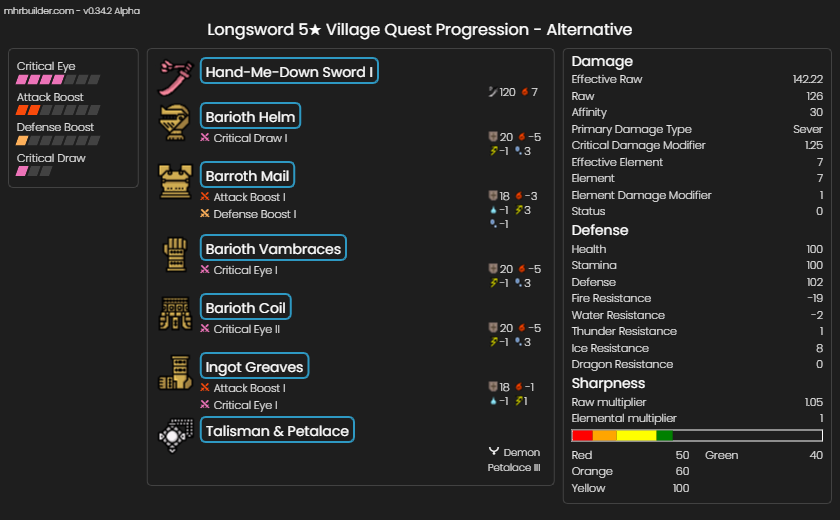 mhrbuilder.com - v0.34.2 Alpha
Longsword 5★ Village Quest Progression - Alternative
Critical Eye
Attack Boost
Defense Boost
Critical Draw
Hand-Me-Down Sword I
120 7
Barioth Helm
Critical Draw I
20 -5
-1 3
Barroth Mail
Attack Boost I
18 -3
Defense Boost I
-1 3
-1
Barioth Vambraces
Critical Eye I
20 -5
-1 3
Barioth Coil
Critical Eye II
20 -5
-1 3
Ingot Greaves
Attack Boost I
18 -1
Critical Eye I
-1 1
Talisman & Petalace
Demon
Petalace III
Damage
Effective Raw 142.22
Raw 126
Affinity 30
Primary Damage Type Sever
Critical Damage Modifier 1.25
Effective Element 7
Element 7
Element Damage Modifier 1
Status 0
Defense
Health 100
Stamina 100
Defense 102
Fire Resistance -19
Water Resistance -2
Thunder Resistance 1
Ice Resistance 8
Dragon Resistance 0
Sharpness
Raw multiplier 1.05
Elemental multiplier 1
Red 50 Green 40
Orange 60
Yellow 100